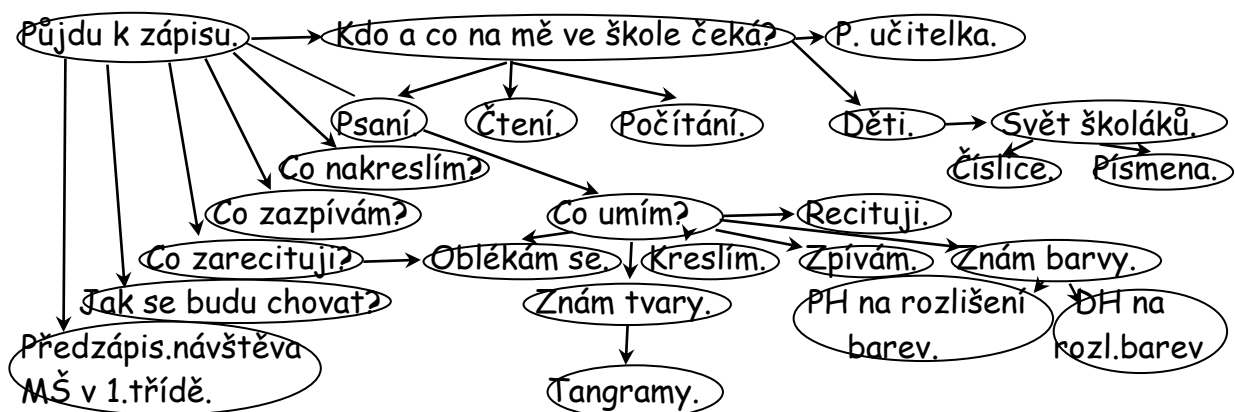 Půjdu k zápisu.
Kdo a co na mě ve škole čeká?
P. učitelka.
Psaní.
Čtení.
Počítání.
Děti.
Svět školáků.
Co nakreslím?
Číslice.
Písmena.
Co zazpívám?
Co umím?
Recituji.
Co zarecituji?
Oblékám se.
Kreslím.
Zpívám.
Znám barvy.
Jak se budu chovat?
Znám tvary.
PH na rozlišení
barev.
DH na
rozl.barev
Předzápis.návštěva
MŠ v 1.třídě.
Tangramy.